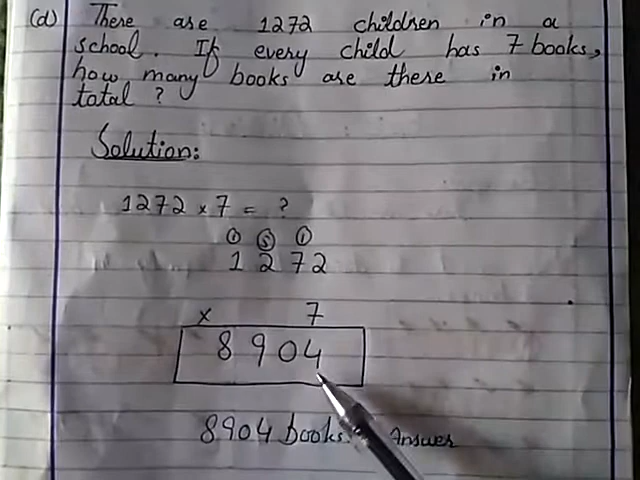 (d) There are 1272 children in a
school. If every child has 7 books,
how many books are there in
total ?
Solution:
1272 × 7 = ?
① ⑤ ①
1 2 7 2
× 7
8 9 0 4
8904 books. Answer